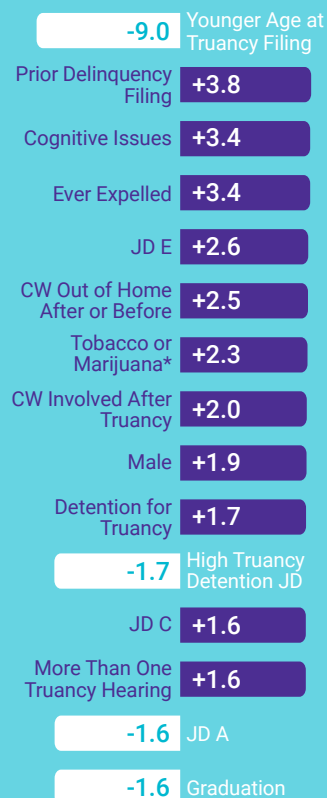 -9.0 Younger Age at
Truancy Filing
Prior Delinquency
Filing +3.8
Cognitive Issues +3.4
Ever Expelled +3.4
JD E +2.6
CW Out of Home
After or Before +2.5
Tobacco or
Marijuana* +2.3
CW Involved After
Truancy +2.0
Male +1.9
Detention for
Truancy +1.7
-1.7 High Truancy
Detention JD
JD C +1.6
More Than One
Truancy Hearing +1.6
-1.6 JD A
-1.6 Graduation